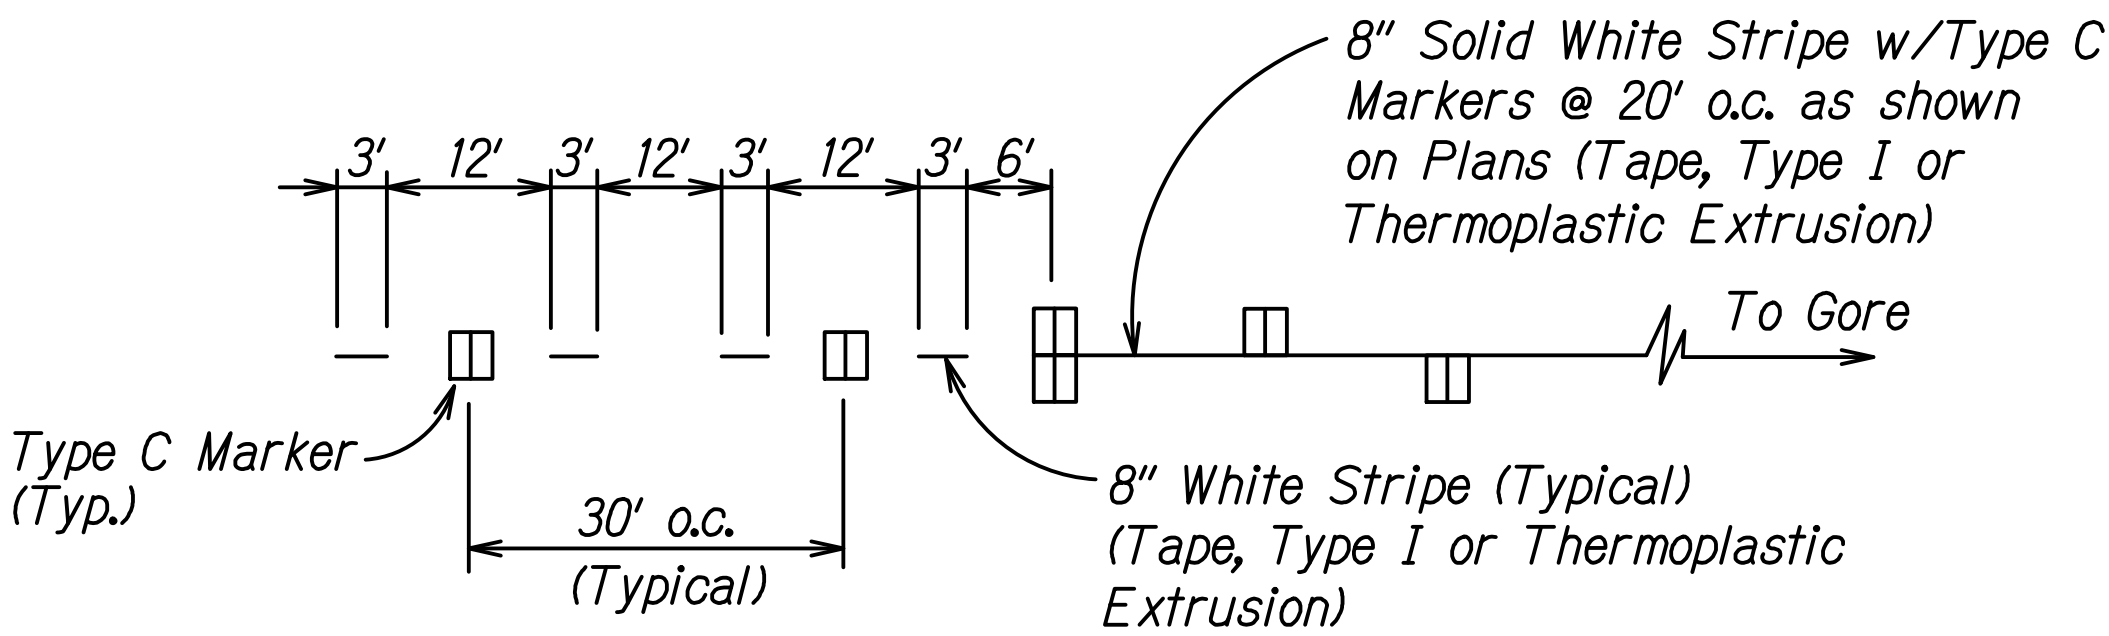 8" Solid White Stripe w/Type C
Markers @ 20' o.c. as shown
on Plans (Tape, Type I or
Thermoplastic Extrusion)
3' 12' 3' 12' 3' 12' 3' 6'
To Gore
Type C Marker
(Typ.)
30' o.c.
(Typical)
8" White Stripe (Typical)
(Tape, Type I or Thermoplastic
Extrusion)